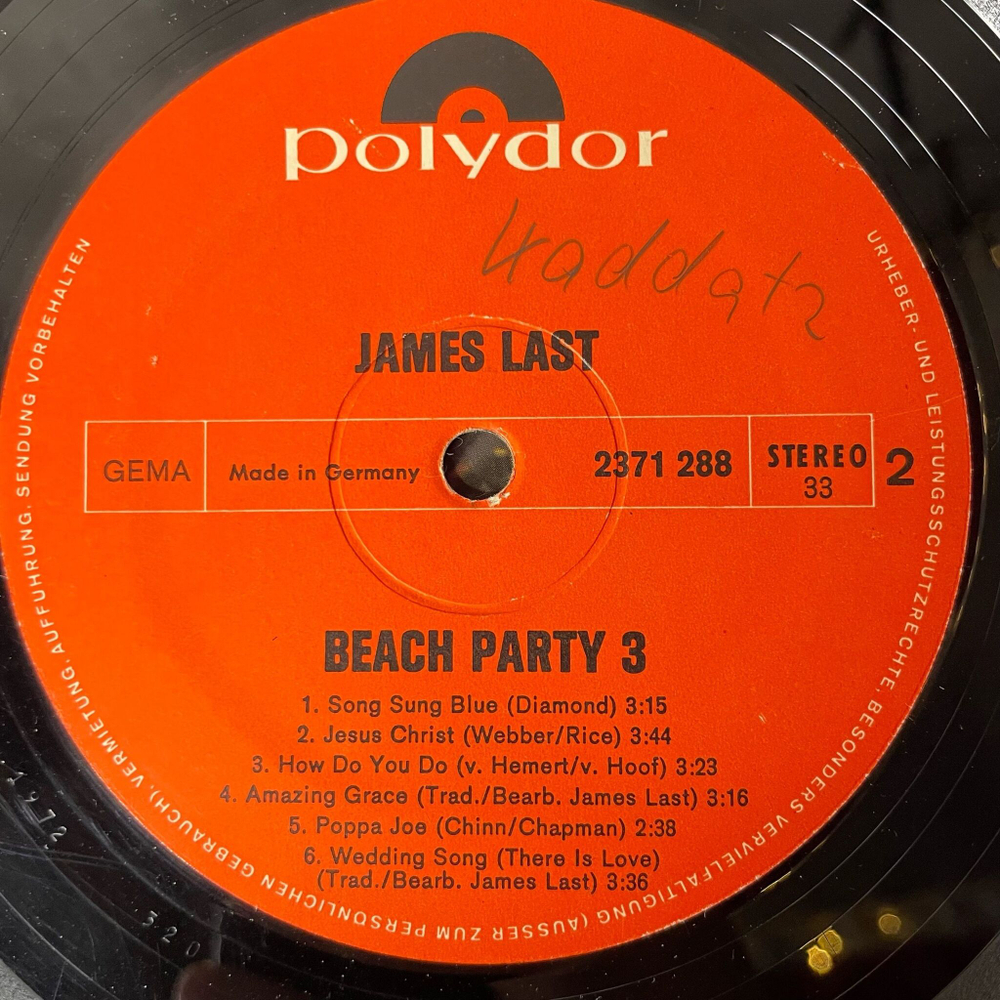 polydor
JAMES LAST
GEMA
Made in Germany
2371 288
STEREO
33
2
BEACH PARTY 3
1. Song Sung Blue (Diamond) 3:15
2. Jesus Christ (Webber/Rice) 3:44
3. How Do You Do (v. Hemert/v. Hoof) 3:23
4. Amazing Grace (Trad./Bearb. James Last) 3:16
5. Poppa Joe (Chinn/Chapman) 2:38
6. Wedding Song (There Is Love)
(Trad./Bearb. James Last) 3:36
URHEBER- UND LEISTUNGSSCHUTZRECHTE, BESONDERS VERVIELFÄLTIGUNG (AUSSER ZUM PERSÖNLICHEN GEBRAUCH), VERMIETUNG, AUFFÜHRUNG, SENDUNG VORBEHALTEN
1972
320